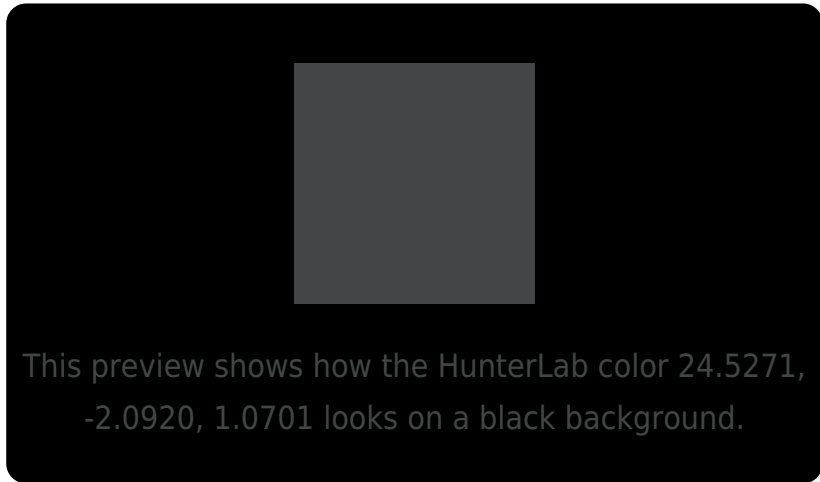 This preview shows how the HunterLab color 24.5271,
-2.0920, 1.0701 looks on a black background.